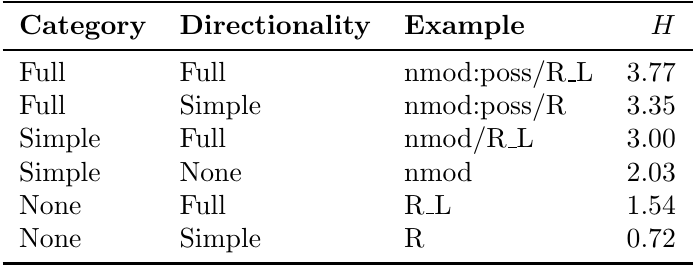 Category Directionality Example H
Full Full nmod:poss/R_L 3.77
Full Simple nmod:poss/R 3.35
Simple Full nmod/R_L 3.00
Simple None nmod 2.03
None Full R_L 1.54
None Simple R 0.72